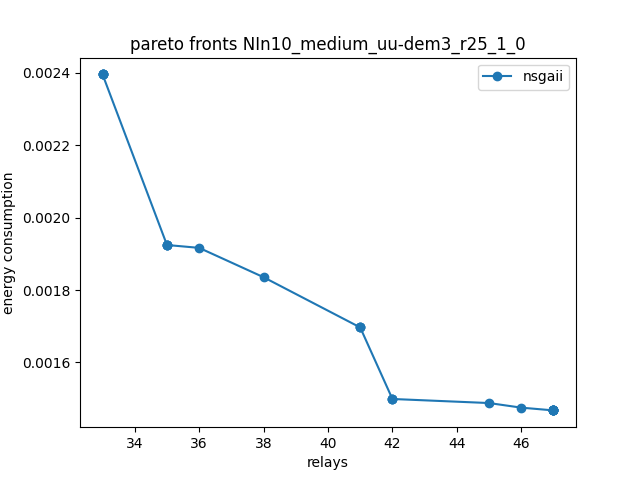 pareto fronts NIn10_medium_uu-dem3_r25_1_0
nsgaii
0.0024
0.0022
0.0020
0.0018
0.0016
energy consumption
34 36 38 40 42 44 46
relays